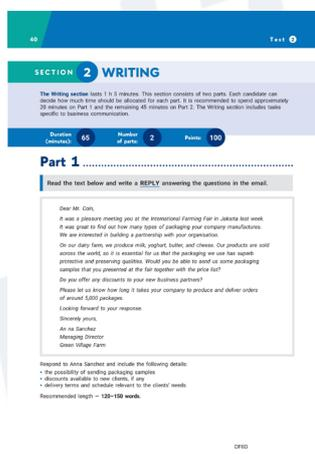 60
Test 2
SECTION 2 WRITING
The Writing section lasts 1 h 5 minutes. This section consists of two parts. Each candidate can
decide how much time should be allocated for each part. It is recommended to spend approximately
20 minutes on Part 1 and the remaining 45 minutes on Part 2. The Writing section includes tasks
specific to business communication.
Duration (minutes): 65
Number of parts: 2
Points: 100
Part 1
Read the text below and write a REPLY answering the questions in the email.
Dear Mr. Coin,
It was a pleasure meeting you at the International Farming Fair in Jakata last week.
It was great to find out how many types of packaging your company manufactures.
We are interested in building a partnership with your organisation.
On our dairy farm, we produce milk, yoghurt, butter, and cheese. Our products are sold
across the world, so it is essential for us that the packaging we use has superb
protective and preserving qualities. Would you be able to send us some packaging
samples that you presented at the fair together with the price list?
Do you offer any discounts to your new business partners?
Please let us know how long it takes your company to produce and deliver orders
of around 5,000 packages.
Looking forward to your response.
Sincerely yours,
An na Sanchez
Managing Director
Green Village Farm
Respond to Anna Sanchez and include the following details:
• the possibility of sending packaging samples
• discounts available to new clients, if any
• delivery terms and schedule relevant to the clients' needs
Recommended length – 120–150 words.